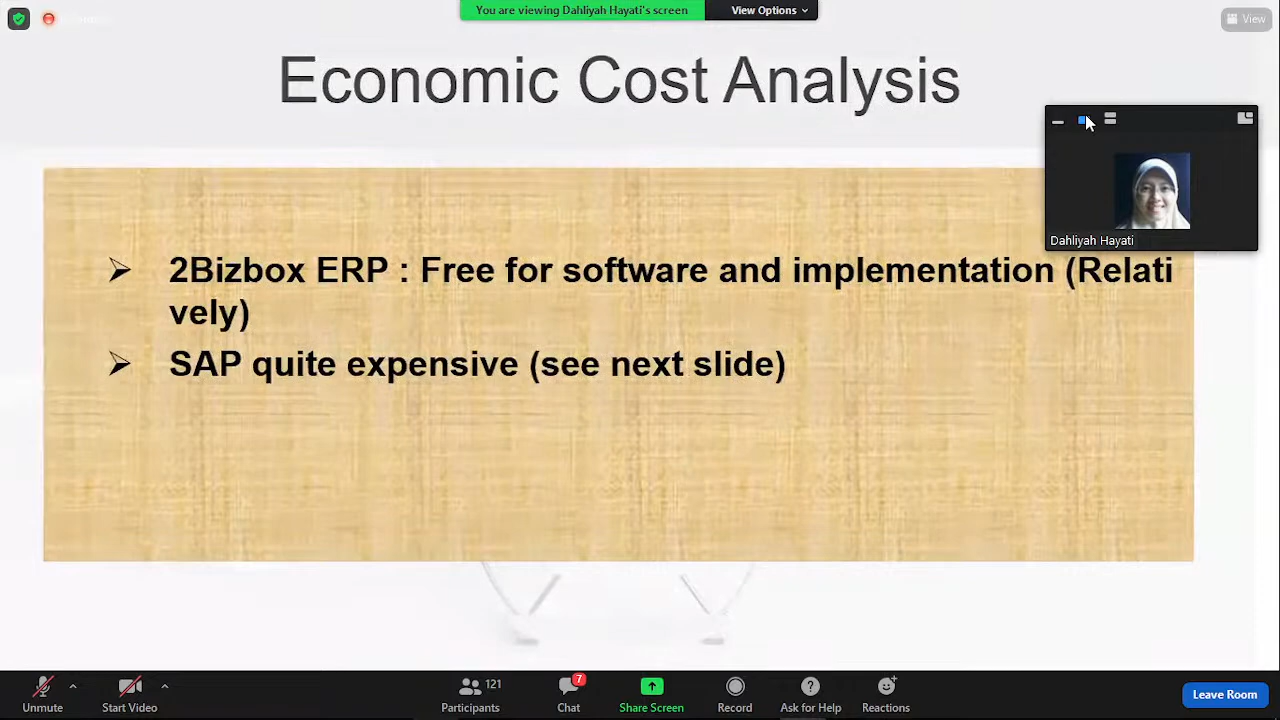 You are viewing Dahliyah Hayati's screen
View Options
View
Economic Cost Analysis
Dahliyah Hayati
➢ 2Bizbox ERP : Free for software and implementation (Relati
vely)
➢ SAP quite expensive (see next slide)
Unmute
Start Video
121
Participants
7
Chat
Share Screen
Record
Ask for Help
Reactions
Leave Room